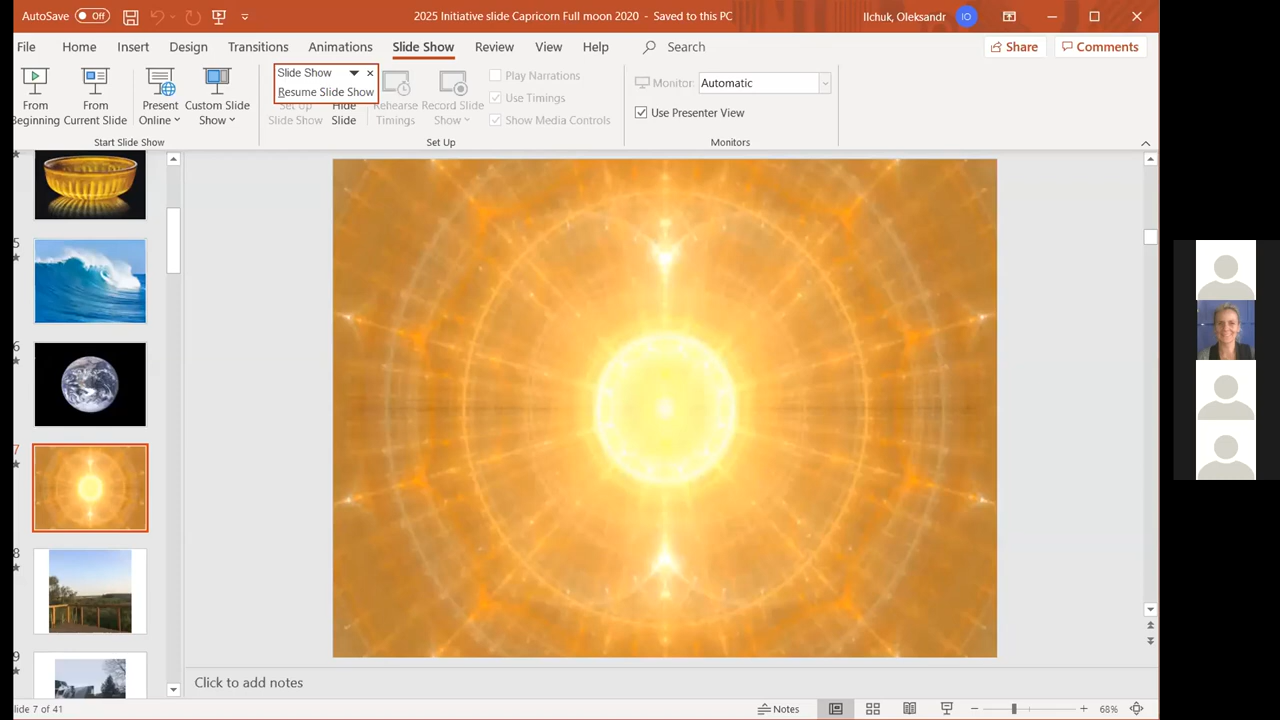 AutoSave Off
2025 Initiative slide Capricorn Full moon 2020 - Saved to this PC
Ilchuk, Oleksandr IO
File Home Insert Design Transitions Animations Slide Show Review View Help Search Share Comments
From Beginning
From Current Slide
Present Online
Custom Slide Show
Start Slide Show
Slide Show
Resume Slide Show
Set Up Slide Show
Hide Slide
Rehearse Timings
Record Slide Show
Play Narrations
Use Timings
Show Media Controls
Set Up
Monitor: Automatic
Use Presenter View
Monitors
5
6
7
8
9
Click to add notes
Slide 7 of 41
Notes
68%